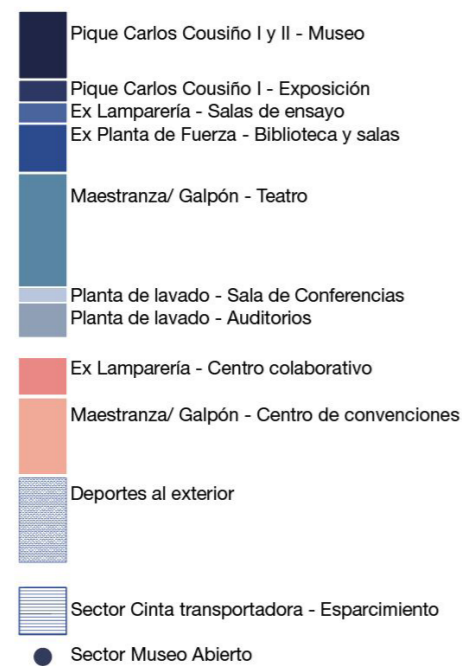 Pique Carlos Cousiño I y II - Museo
Pique Carlos Cousiño I - Exposición
Ex Lamparería - Salas de ensayo
Ex Planta de Fuerza - Biblioteca y salas
Maestranza/ Galpón - Teatro
Planta de lavado - Sala de Conferencias
Planta de lavado - Auditorios
Ex Lamparería - Centro colaborativo
Maestranza/ Galpón - Centro de convenciones
Deportes al exterior
Sector Cinta transportadora - Esparcimiento
Sector Museo Abierto